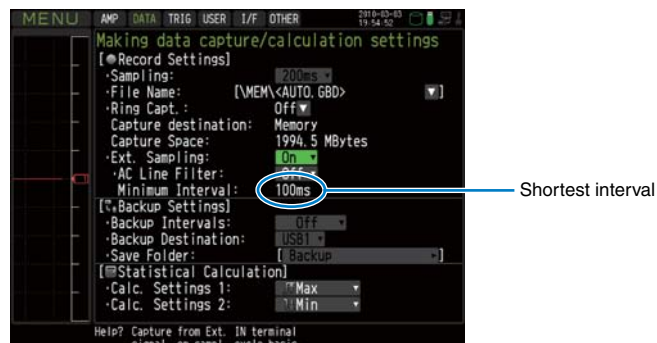 MENU AMP DATA TRIG USER I/F OTHER 2010-03-03 19:54:52
Making data capture/calculation settings
[●Record Settings]
·Sampling: 200ms
·File Name: [\MEM\<AUTO.GBD> ▼]
·Ring Capt.: Off▼
Capture destination: Memory
Capture Space: 1994.5 MBytes
·Ext. Sampling: On ▼
·AC Line Filter: Off
Minimum Interval: 100ms
Shortest interval
[Backup Settings]
·Backup Intervals: Off
·Backup Destination: USB1
·Save Folder: [Backup ]
[Statistical Calculation]
·Calc. Settings 1: Max ▼
·Calc. Settings 2: Min ▼
Help? Capture from Ext. IN terminal